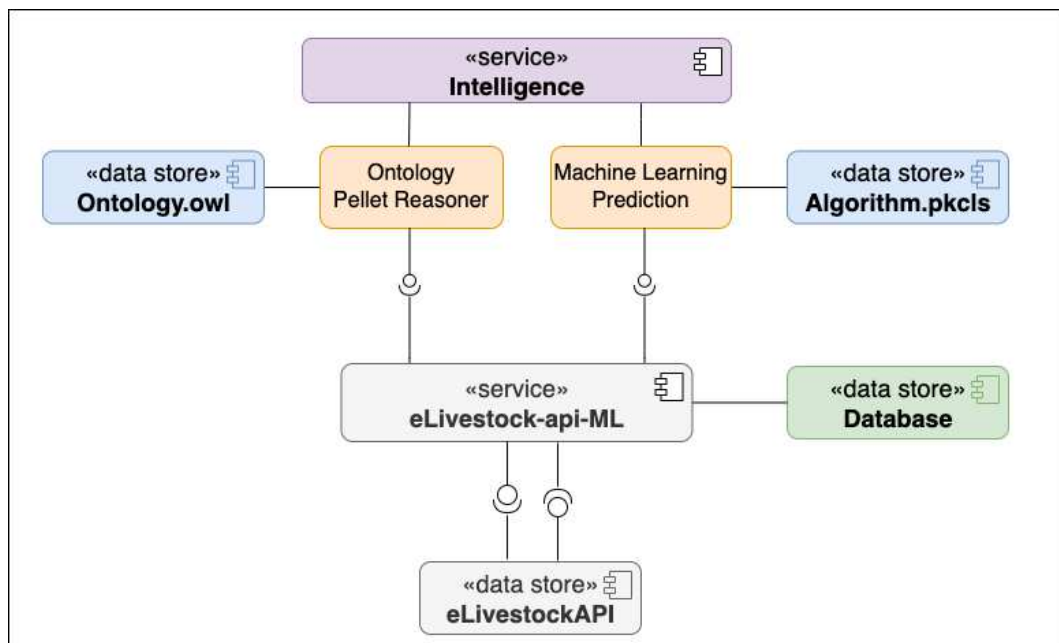 «service»
Intelligence
«data store»
Ontology.owl
Ontology
Pellet Reasoner
Machine Learning
Prediction
«data store»
Algorithm.pkcls
«service»
eLivestock-api-ML
«data store»
Database
«data store»
eLivestockAPI